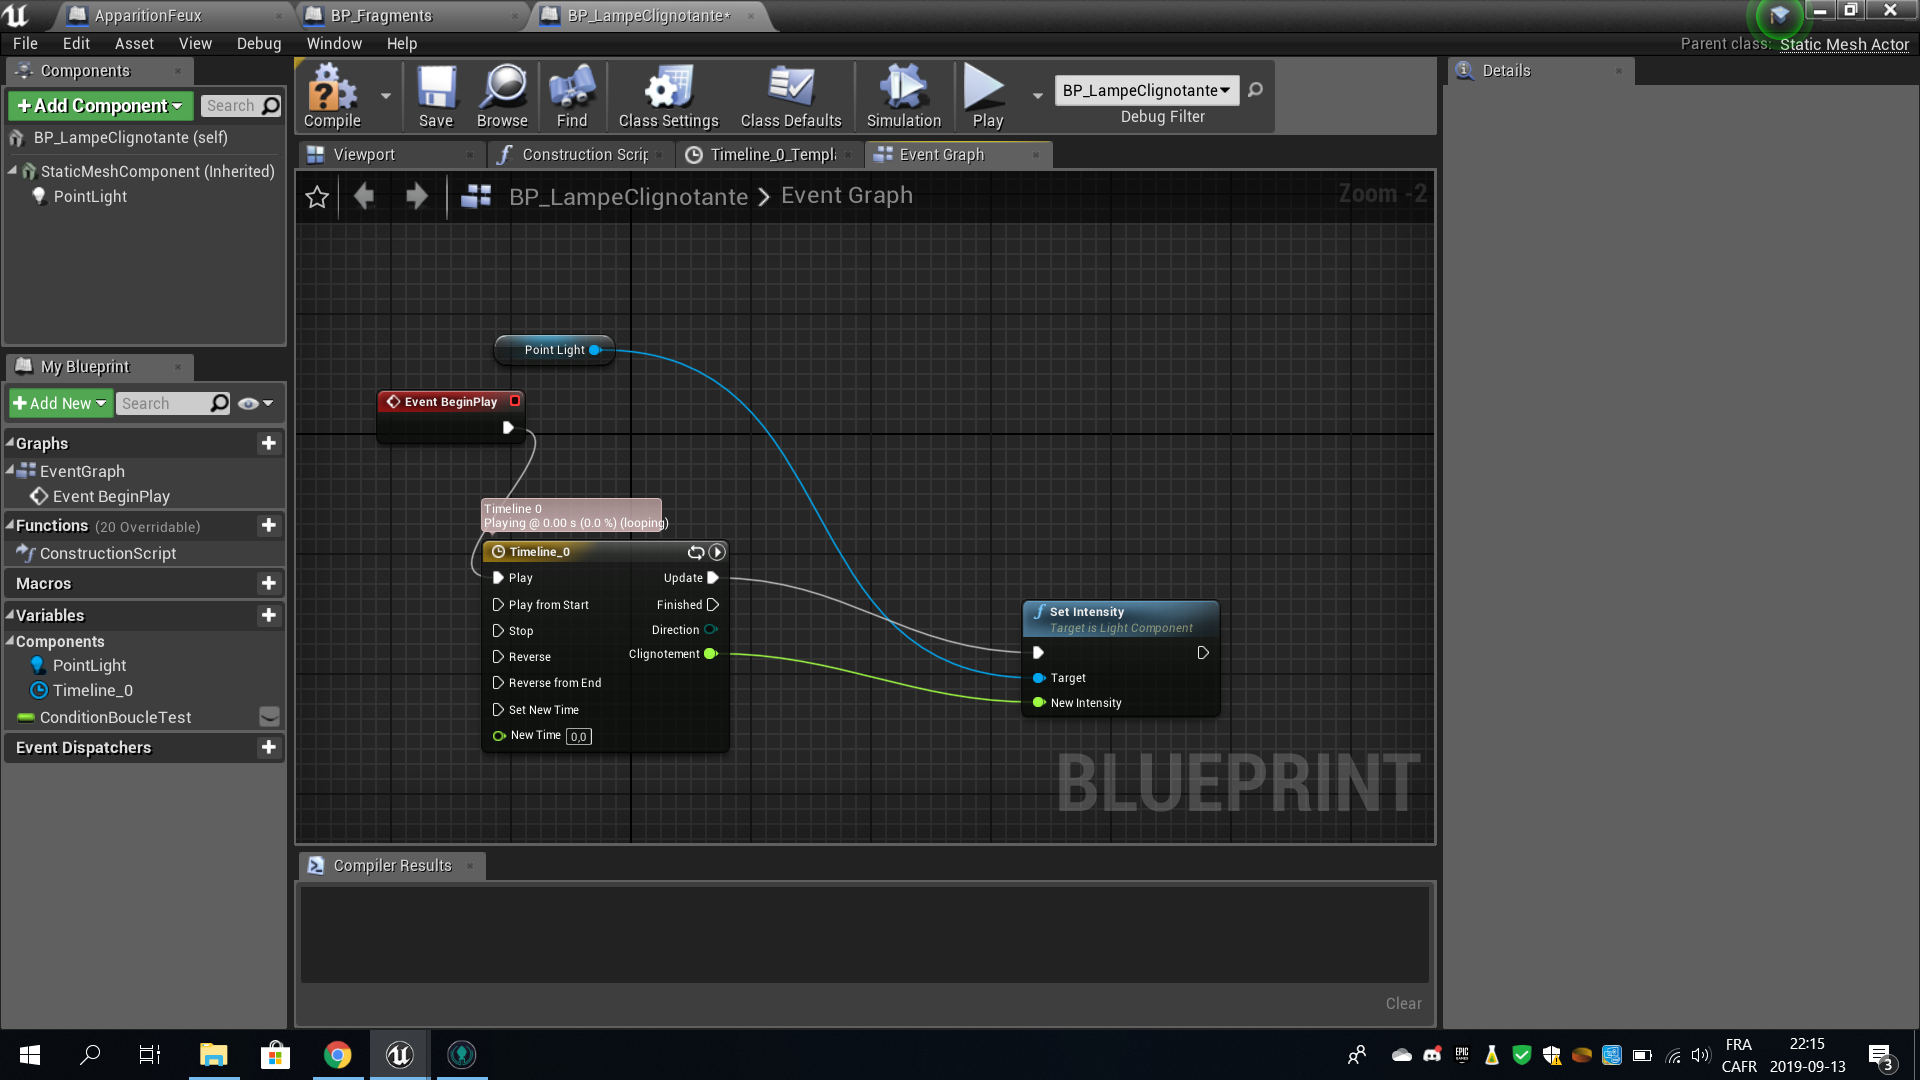 ApparitionFeux
BP_Fragments
BP_LampeClignotante*
File Edit Asset View Debug Window Help
Parent class: Static Mesh Actor
Components
+Add Component
Search
BP_LampeClignotante (self)
StaticMeshComponent (Inherited)
PointLight
Compile
Save
Browse
Find
Class Settings
Class Defaults
Simulation
Play
BP_LampeClignotante
Debug Filter
Details
Viewport
Construction Scrip
Timeline_0_Templ
Event Graph
BP_LampeClignotante > Event Graph
Zoom -2
My Blueprint
+Add New
Search
Graphs
EventGraph
Event BeginPlay
Functions (20 Overridable)
ConstructionScript
Macros
Variables
Components
PointLight
Timeline_0
ConditionBoucleTest
Event Dispatchers
Point Light
Event BeginPlay
Timeline 0
Playing @ 0.00 s (0.0 %) (looping)
Timeline_0
Play
Update
Play from Start
Finished
Stop
Direction
Reverse
Clignotement
Reverse from End
Set New Time
New Time 0,0
Set Intensity
Target is Light Component
Target
New Intensity
BLUEPRINT
Compiler Results
Clear
FRA
CAFR
22:15
2019-09-13
3